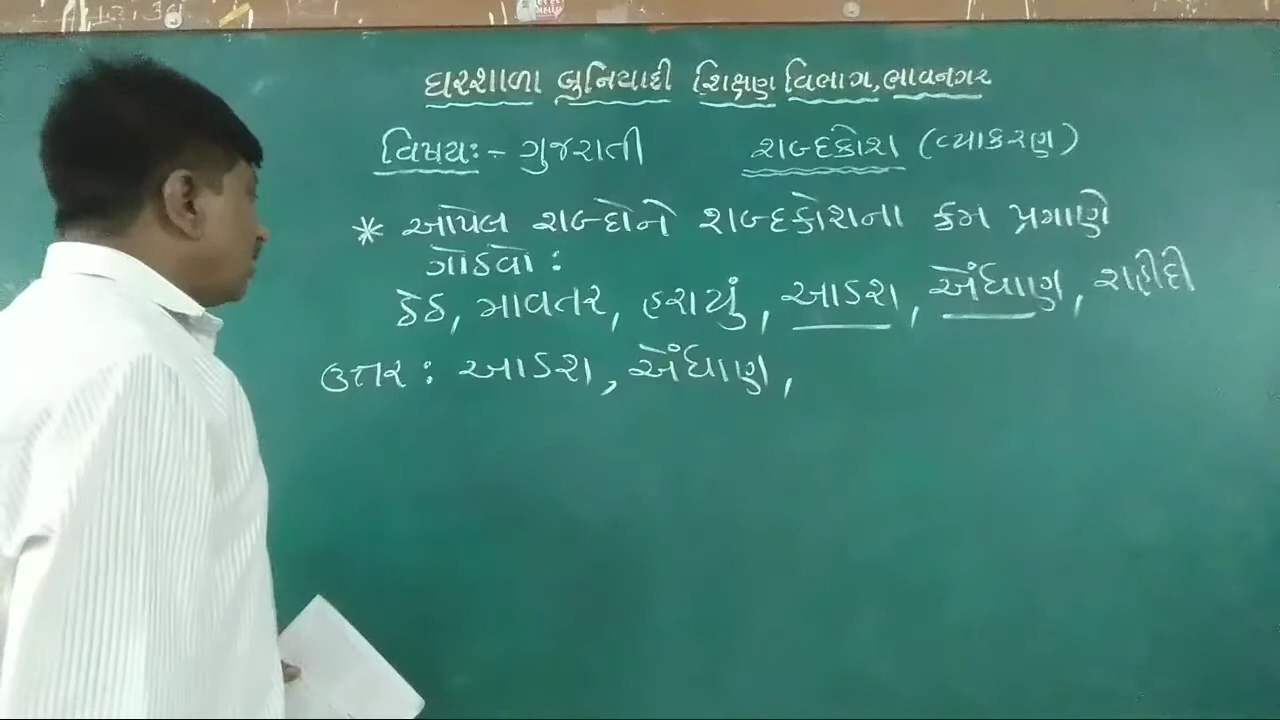 ઘરશાળા બુનિયાદી શિક્ષણ વિભાગ, ભાવનગર
વિષયઃ- ગુજરાતી શબ્દકોશ (વ્યાકરણ)
* આપેલ શબ્દોને શબ્દકોશના ક્રમ પ્રમાણે
ગોઠવો :
ઠેઠ, માવતર, હરાયું, આડશ, એંધાણ, શહીદી
ઉત્તર : આડશ, એંધાણ,